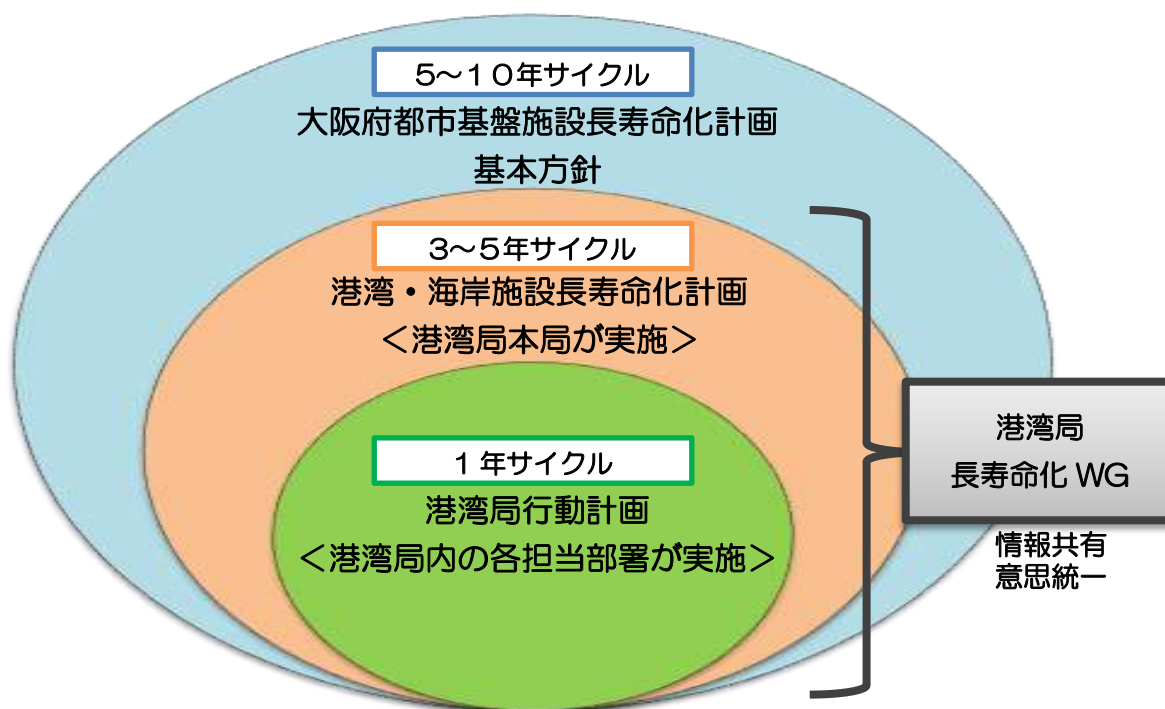 5～10年サイクル
大阪府都市基盤施設長寿命化計画
基本方針
3～5年サイクル
港湾・海岸施設長寿命化計画
＜港湾局本局が実施＞
1年サイクル
港湾局行動計画
＜港湾局内の各担当部署が実施＞
港湾局
長寿命化 WG
情報共有
意思統一